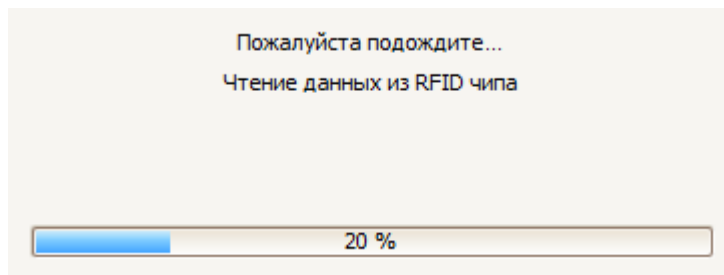 Пожалуйста подождите...
Чтение данных из RFID чипа
20 %